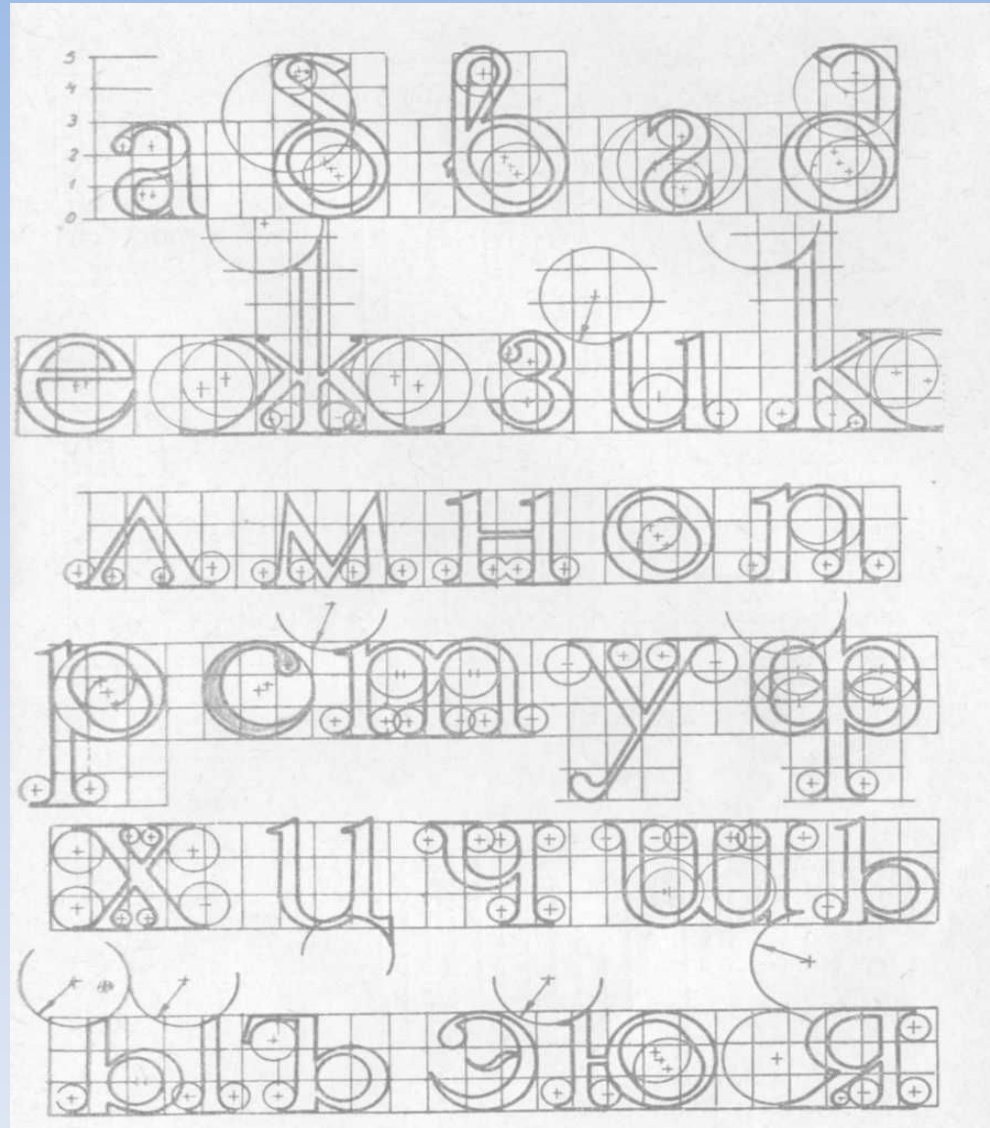 5
4
3
2
1
0
а б в г д
е ж з и к
л м н о п
р с т у ф
х ц ч щ ь
ы ъ э ю я